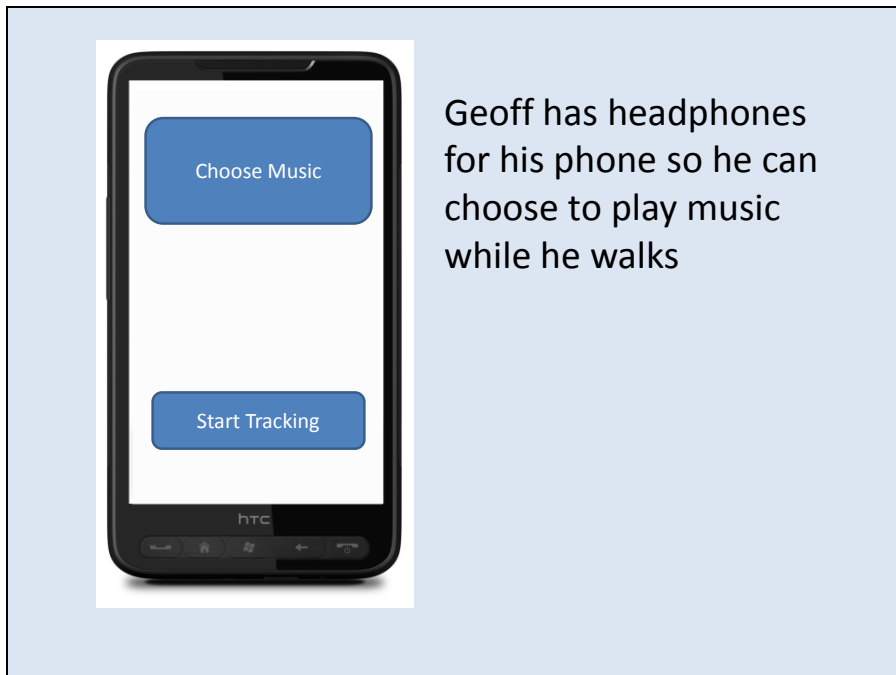 Geoff has headphones
for his phone so he can
choose to play music
while he walks
Choose Music
Start Tracking
hTC